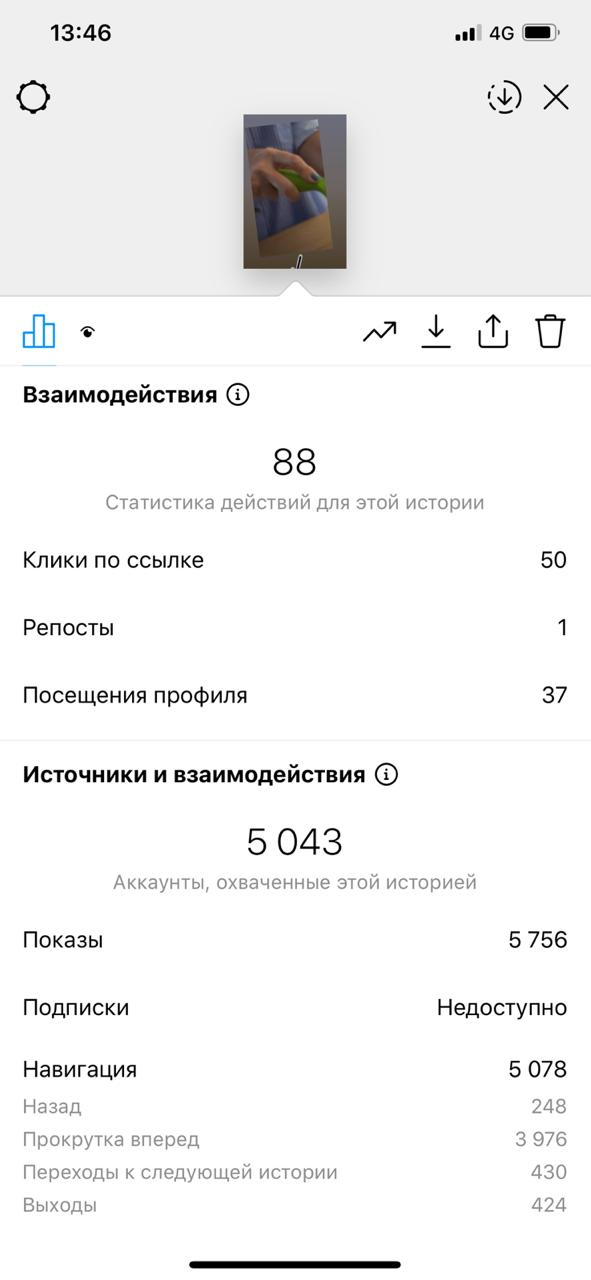 13:46
4G
Взаимодействия
88
Статистика действий для этой истории
Клики по ссылке 50
Репосты 1
Посещения профиля 37
Источники и взаимодействия
5 043
Аккаунты, охваченные этой историей
Показы 5 756
Подписки Недоступно
Навигация 5 078
Назад 248
Прокрутка вперед 3 976
Переходы к следующей истории 430
Выходы 424